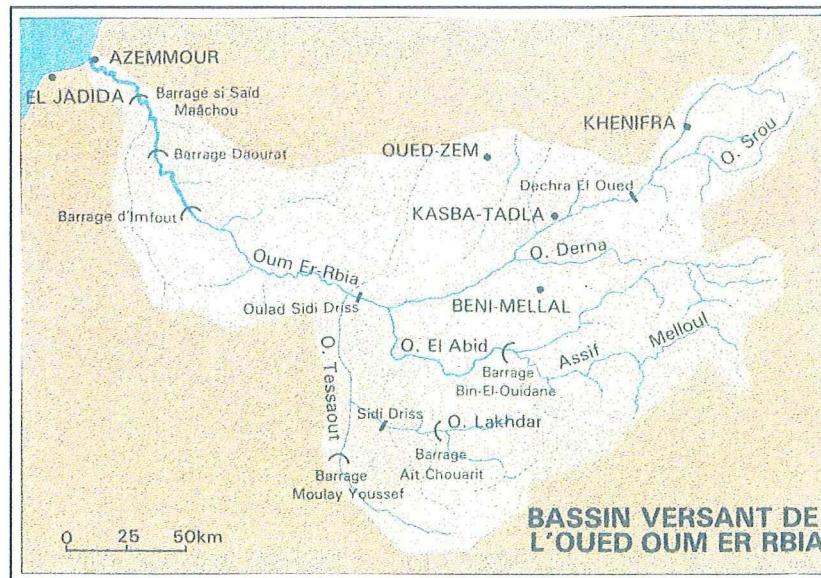 AZEMMOUR
EL JADIDA
Barrage si Saïd
Maâchou
Barrage Daourat
Barrage d'Imfout
OUED-ZEM
KHENIFRA
O. Srou
Dechra El Oued
KASBA-TADLA
O. Derna
Oum Er-Rbia
BENI-MELLAL
Oulad Sidi Driss
O. El Abid
Assif Melloul
Barrage
Bin-El-Ouidane
O. Tessaout
Sidi Driss
O. Lakhdar
Barrage
Aït Chouarit
Barrage
Moulay Youssef
0 25 50km
BASSIN VERSANT DE
L'OUED OUM ER RBIA